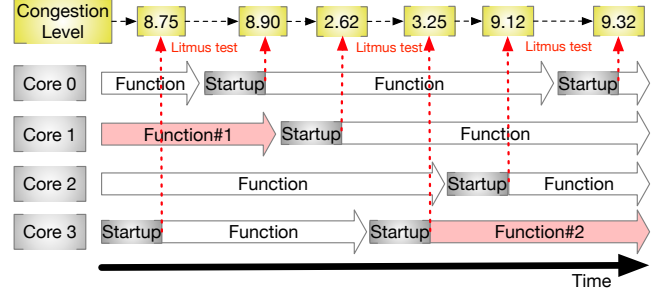 Congestion Level 8.75 8.90 2.62 3.25 9.12 9.32
Litmus test Litmus test Litmus test
Core 0 Function Startup Function Startup
Core 1 Function#1 Startup Function
Core 2 Function Startup Function
Core 3 Startup Function Startup Function#2
Time